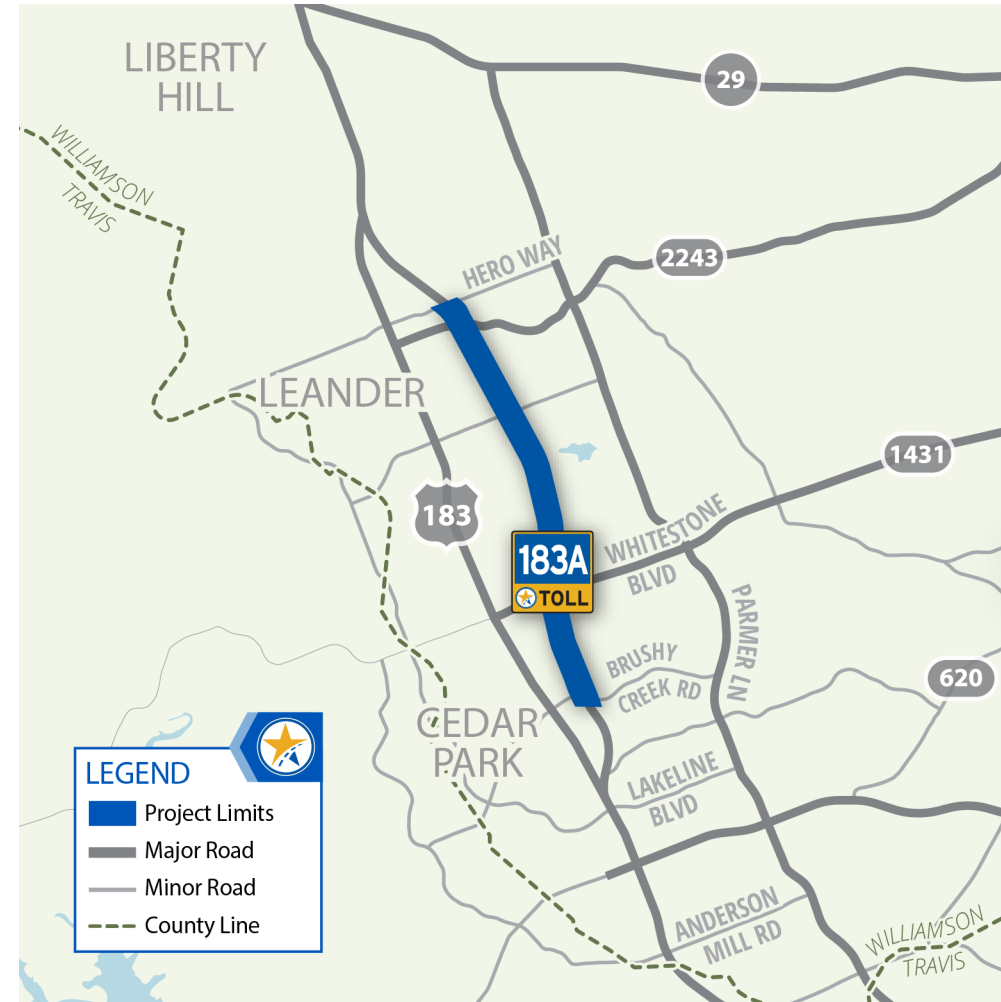 LIBERTY
HILL
29
WILLIAMSON
TRAVIS
HERO WAY
2243
LEANDER
1431
183
WHITESTONE
BLVD
183A
TOLL
PARMER LN
BRUSHY
CREEK RD
620
CEDAR
PARK
LAKELINE
BLVD
LEGEND
Project Limits
Major Road
Minor Road
County Line
ANDERSON
MILL RD
WILLIAMSON
TRAVIS